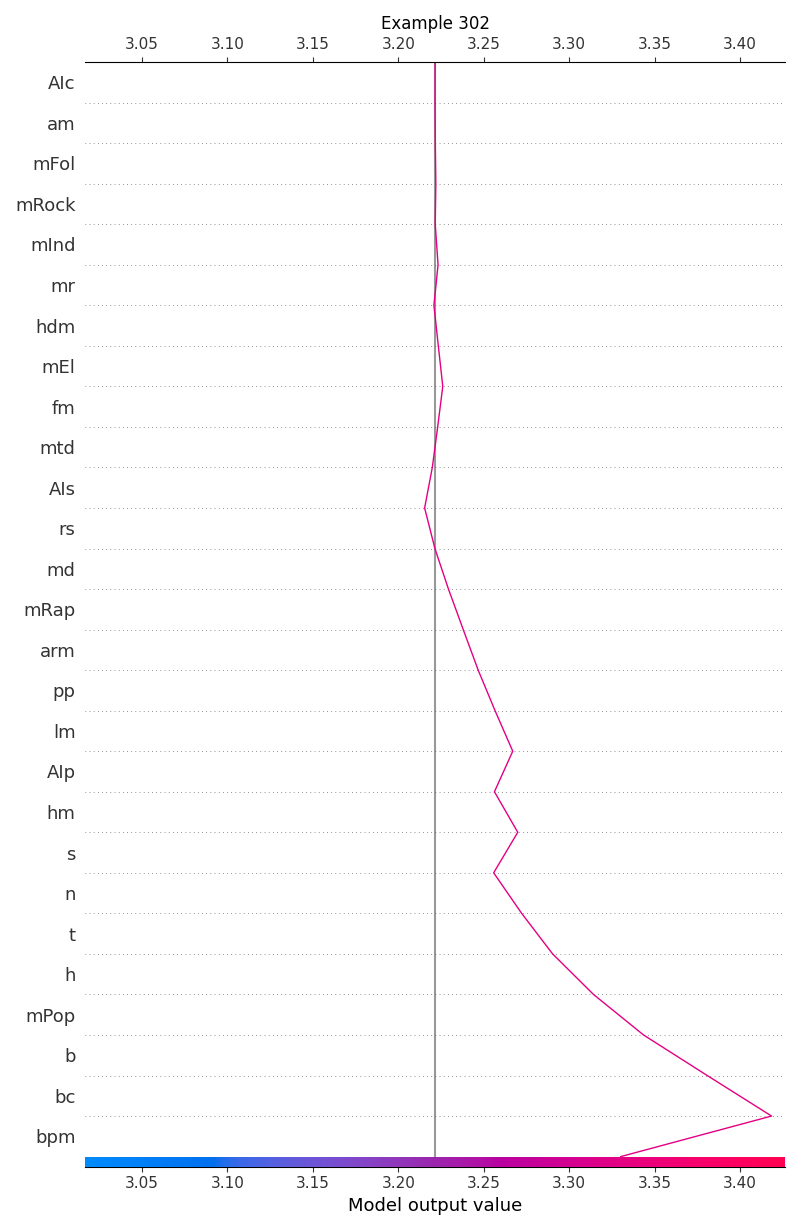 Example 302
3.05 3.10 3.15 3.20 3.25 3.30 3.35 3.40
AIc
am
mFol
mRock
mInd
mr
hdm
mEl
fm
mtd
AIs
rs
md
mRap
arm
pp
lm
AIp
hm
s
n
t
h
mPop
b
bc
bpm
3.05 3.10 3.15 3.20 3.25 3.30 3.35 3.40
Model output value